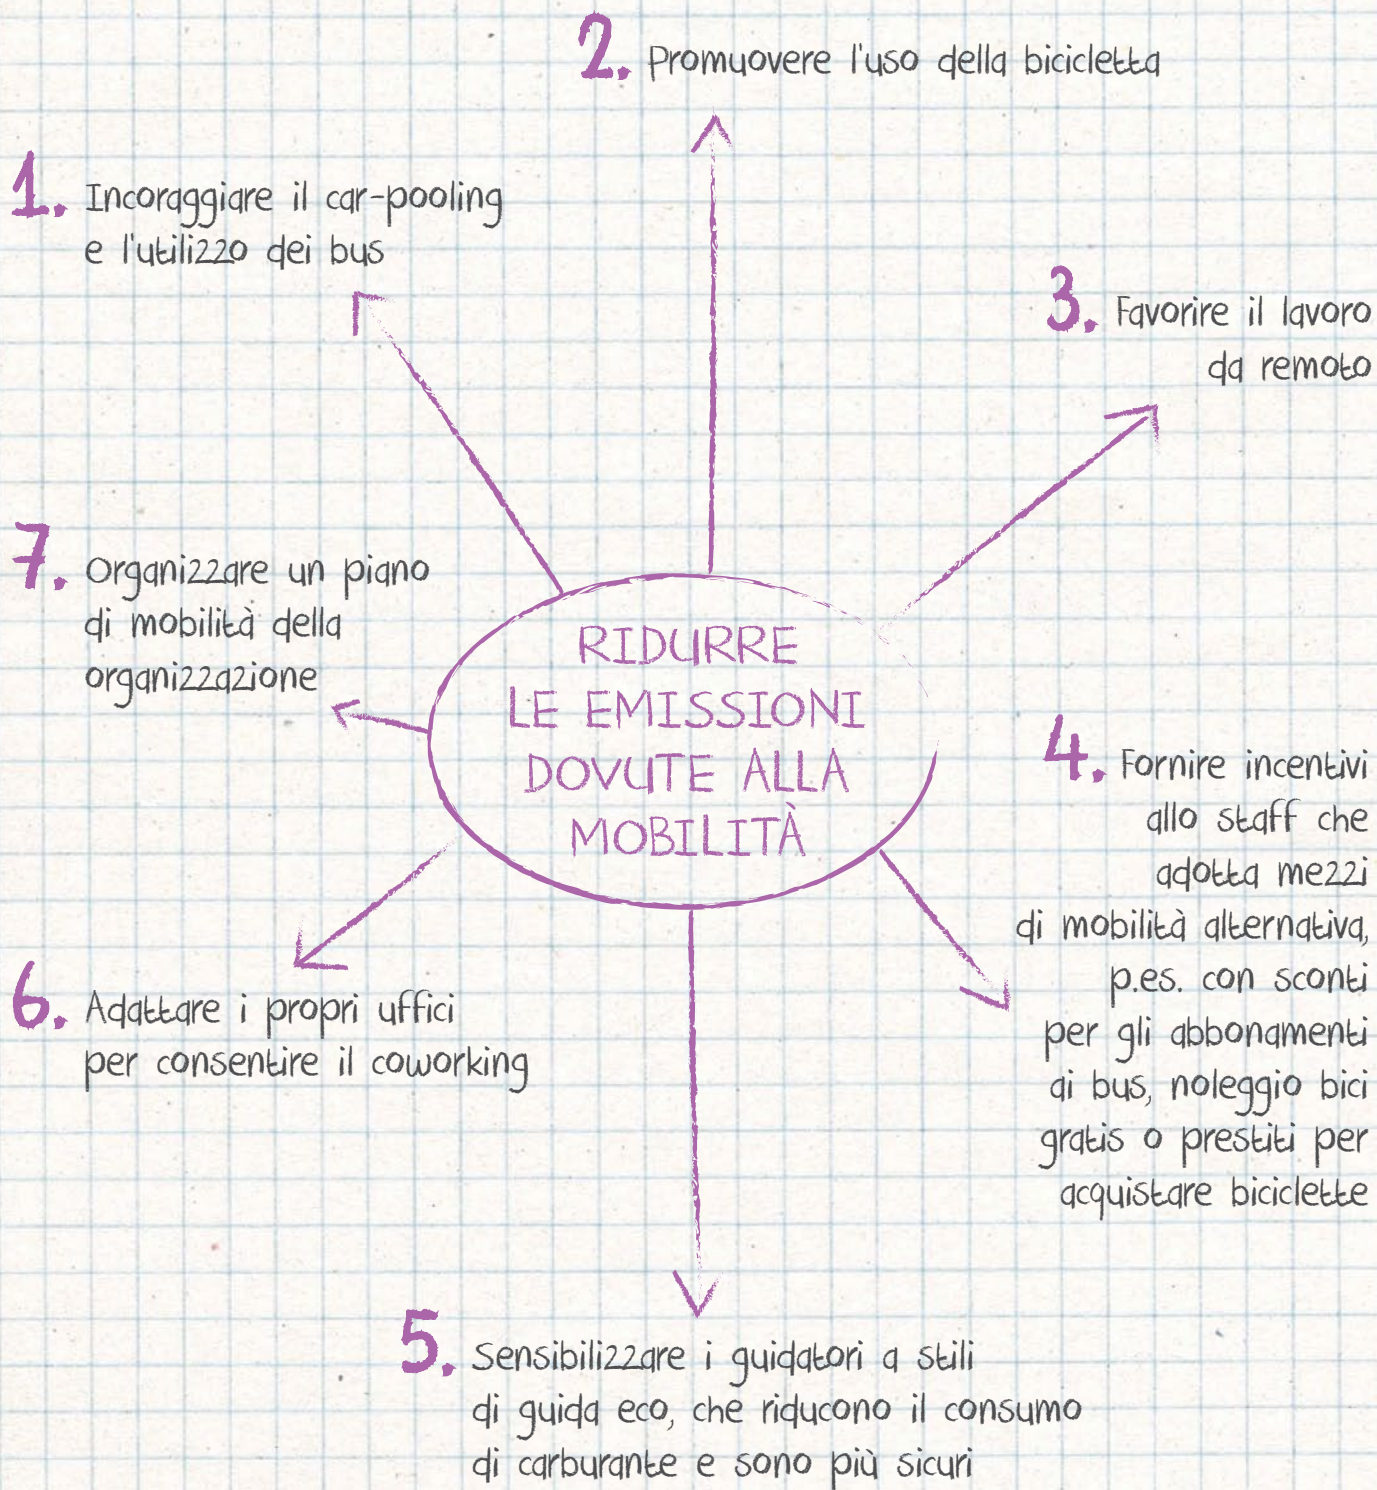 2. Promuovere l'uso della bicicletta
1. Incoraggiare il car-pooling
e l'utilizzo dei bus
3. Favorire il lavoro
da remoto
7. Organizzare un piano
di mobilità della
organizzazione
RIDURRE
LE EMISSIONI
DOVUTE ALLA
MOBILITÀ
4. Fornire incentivi
allo staff che
adotta mezzi
di mobilità alternativa,
p.es. con sconti
per gli abbonamenti
ai bus, noleggio bici
gratis o prestiti per
acquistare biciclette
6. Adattare i propri uffici
per consentire il coworking
5. Sensibilizzare i guidatori a stili
di guida eco, che riducono il consumo
di carburante e sono più sicuri